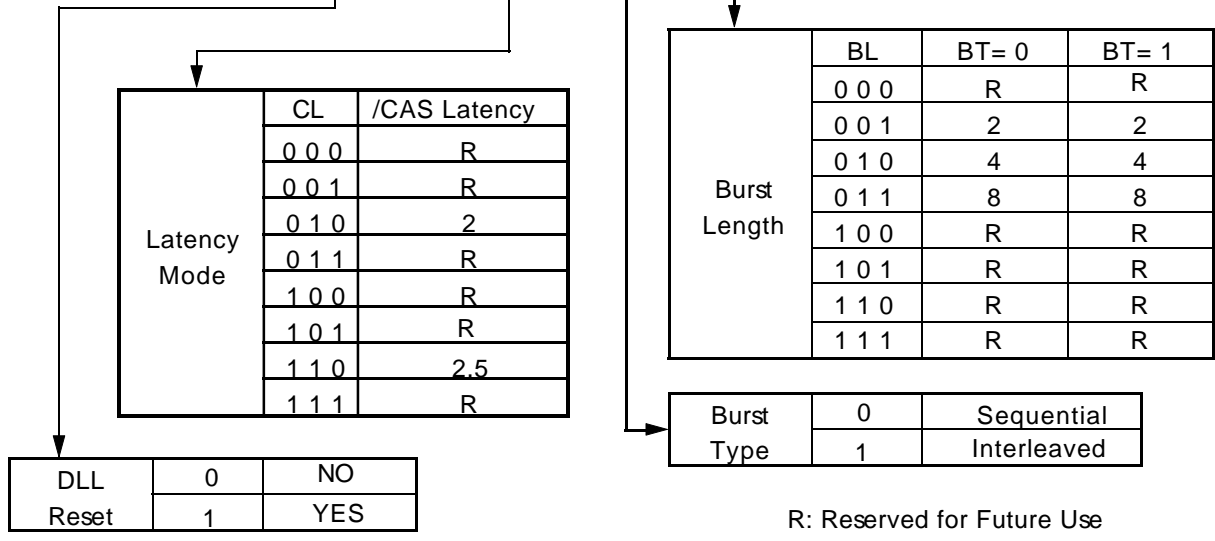 CL /CAS Latency
0 0 0 R
0 0 1 R
0 1 0 2
Latency Mode
0 1 1 R
1 0 0 R
1 0 1 R
1 1 0 2.5
1 1 1 R
DLL Reset
0 NO
1 YES
BL BT= 0 BT= 1
0 0 0 R R
0 0 1 2 2
0 1 0 4 4
Burst Length
0 1 1 8 8
1 0 0 R R
1 0 1 R R
1 1 0 R R
1 1 1 R R
Burst Type
0 Sequential
1 Interleaved
R: Reserved for Future Use